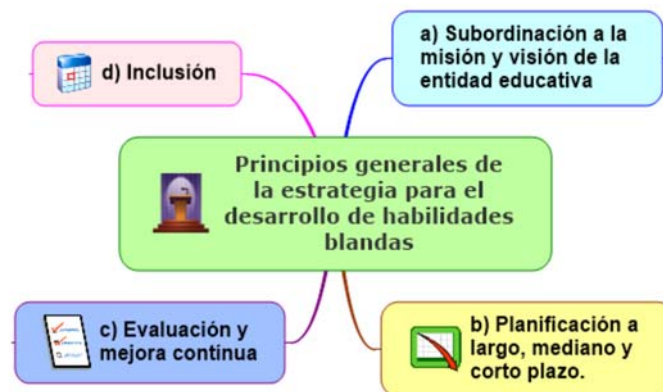 d) Inclusión
a) Subordinación a la
misión y visión de la
entidad educativa
Principios generales de
la estrategia para el
desarrollo de habilidades
blandas
c) Evaluación y
mejora contínua
b) Planificación a
largo, mediano y
corto plazo.